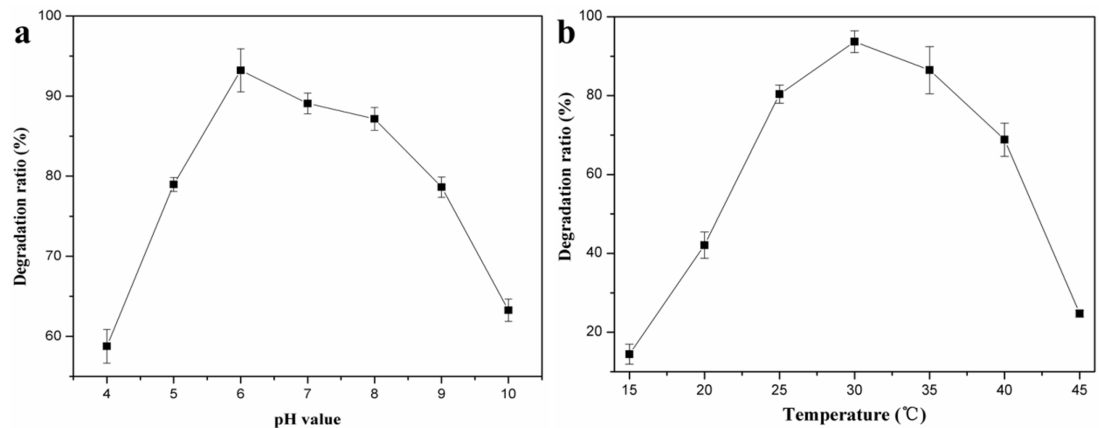 a
100
90
80
70
60
Degradation ratio (%)
4 5 6 7 8 9 10
pH value
b
100
80
60
40
20
Degradation ratio (%)
15 20 25 30 35 40 45
Temperature (℃)